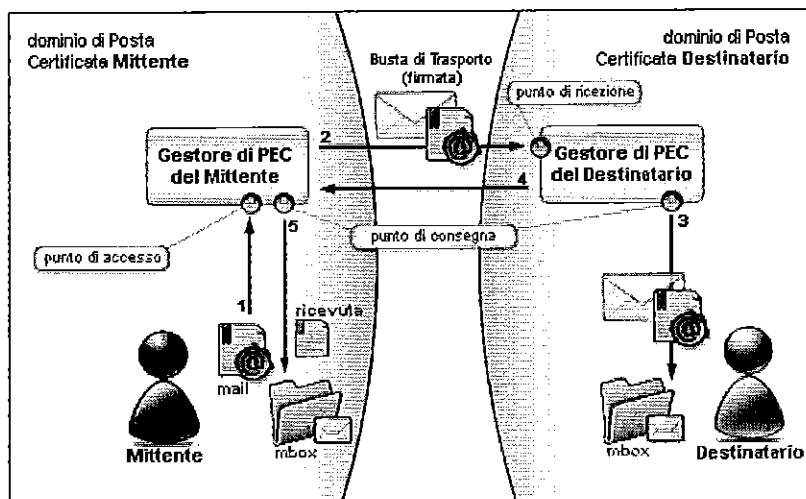 dominio di Posta
Certificata Mittente
dominio di Posta
Certificata Destinatario
Busta di Trasporto
(firmata)
punto di ricezione
2
Gestore di PEC
del Mittente
Gestore di PEC
del Destinatario
4
5
3
punto di consegna
punto di accesso
1
ricevuta
mail
mbox
mbox
Mittente
Destinatario